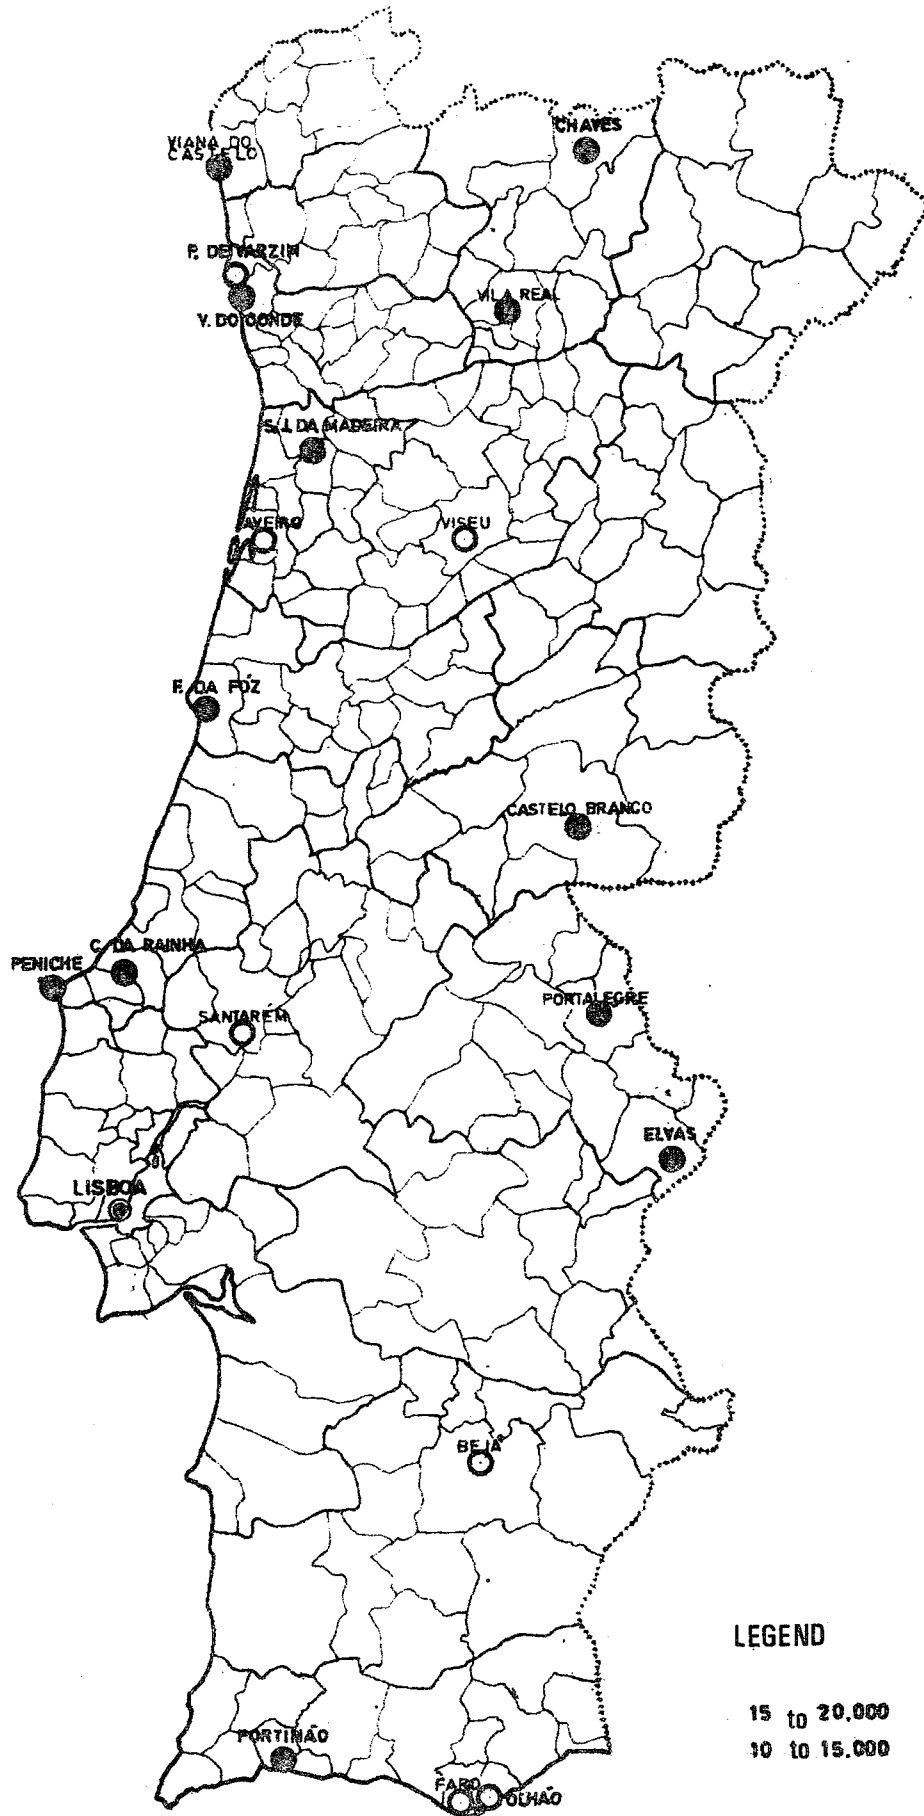 CHAVES
VIANA DO
CASTELO
P. DE VARZIM
VILA REAL
V. DO CONDE
S. J. DA MADEIRA
AVEIRO
VISEU
F. DA FÓZ
CASTELO BRANCO
C. DA RAINHA
PENICHE
PORTALEGRE
SANTARÉM
ELVAS
LISBOA
BEJA
LEGEND
15 to 20.000
10 to 15.000
PORTIMÃO
FARO
OLHÃO